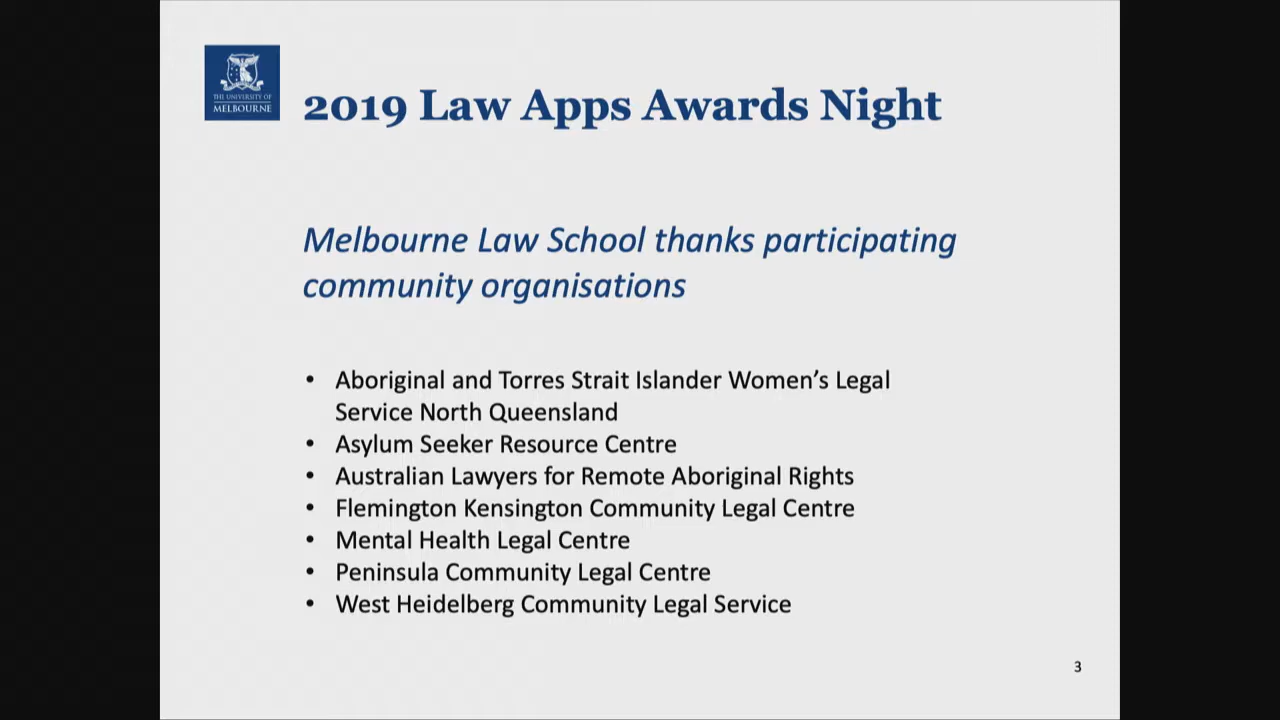 THE UNIVERSITY OF
MELBOURNE
2019 Law Apps Awards Night
Melbourne Law School thanks participating
community organisations
• Aboriginal and Torres Strait Islander Women’s Legal
Service North Queensland
• Asylum Seeker Resource Centre
• Australian Lawyers for Remote Aboriginal Rights
• Flemington Kensington Community Legal Centre
• Mental Health Legal Centre
• Peninsula Community Legal Centre
• West Heidelberg Community Legal Service
3